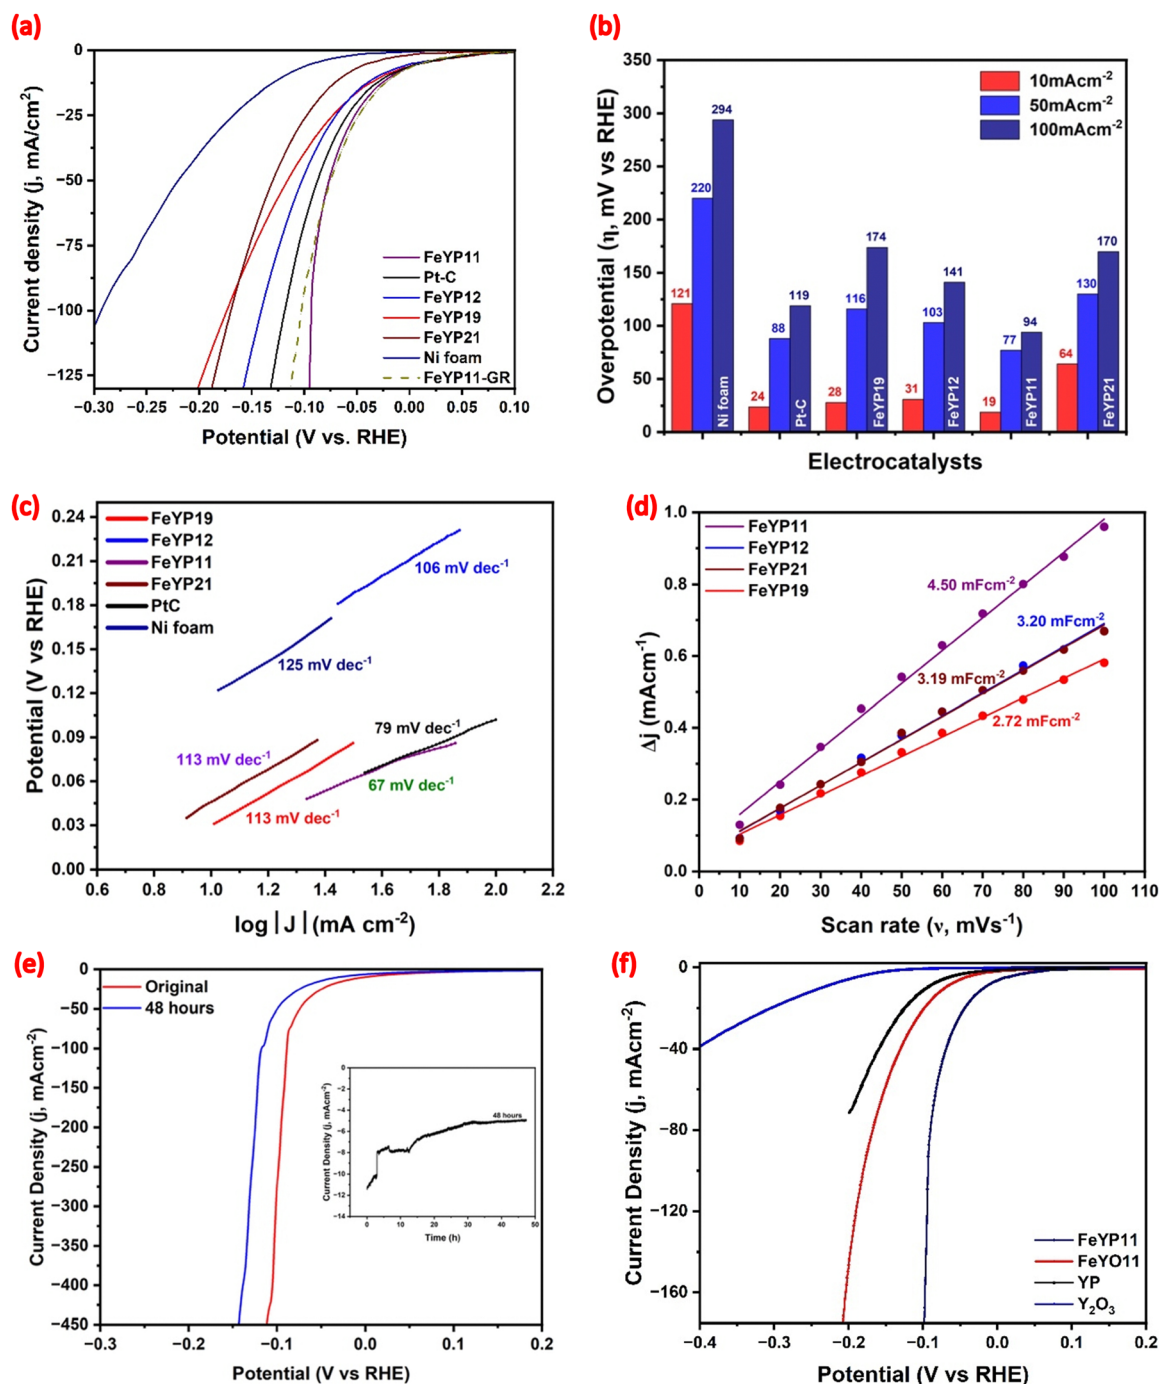 (a)
0
−25
−50
−75
−100
−125
Current density (j, mA/cm²)
FeYP11
Pt-C
FeYP12
FeYP19
FeYP21
Ni foam
FeYP11-GR
−0.30 −0.25 −0.20 −0.15 −0.10 −0.05 0.00 0.05 0.10
Potential (V vs. RHE)
(b)
350
300
250
200
150
100
50
0
Overpotential (η, mV vs RHE)
10mAcm⁻²
50mAcm⁻²
100mAcm⁻²
121 220 294 Ni foam
24 88 119 Pt-C
28 116 174 FeYP19
31 103 141 FeYP12
19 77 94 FeYP11
64 130 170 FeYP21
Electrocatalysts
(c)
0.24
0.21
0.18
0.15
0.12
0.09
0.06
0.03
0.00
Potential (V vs RHE)
FeYP19
FeYP12
FeYP11
FeYP21
PtC
Ni foam
106 mV dec⁻¹
125 mV dec⁻¹
79 mV dec⁻¹
113 mV dec⁻¹
67 mV dec⁻¹
113 mV dec⁻¹
0.6 0.8 1.0 1.2 1.4 1.6 1.8 2.0 2.2
log|J|(mA cm⁻²)
(d)
1.0
0.8
0.6
0.4
0.2
0.0
Δj (mAcm⁻¹)
FeYP11
FeYP12
FeYP21
FeYP19
4.50 mFcm⁻²
3.20 mFcm⁻²
3.19 mFcm⁻²
2.72 mFcm⁻²
0 10 20 30 40 50 60 70 80 90 100 110
Scan rate (ν, mVs⁻¹)
(e)
0
−50
−100
−150
−200
−250
−300
−350
−400
−450
Current Density (j, mAcm⁻²)
Original
48 hours
0
−2
−4
−6
−8
−10
−12
−14
Current Density (j, mAcm⁻²)
48 hours
0 10 20 30 40 50
Time (h)
−0.3 −0.2 −0.1 0.0 0.1 0.2
Potential (V vs RHE)
(f)
0
−40
−80
−120
−160
Current Density (j, mAcm⁻²)
FeYP11
FeYO11
YP
Y₂O₃
−0.4 −0.3 −0.2 −0.1 0.0 0.1 0.2
Potential (V vs RHE)